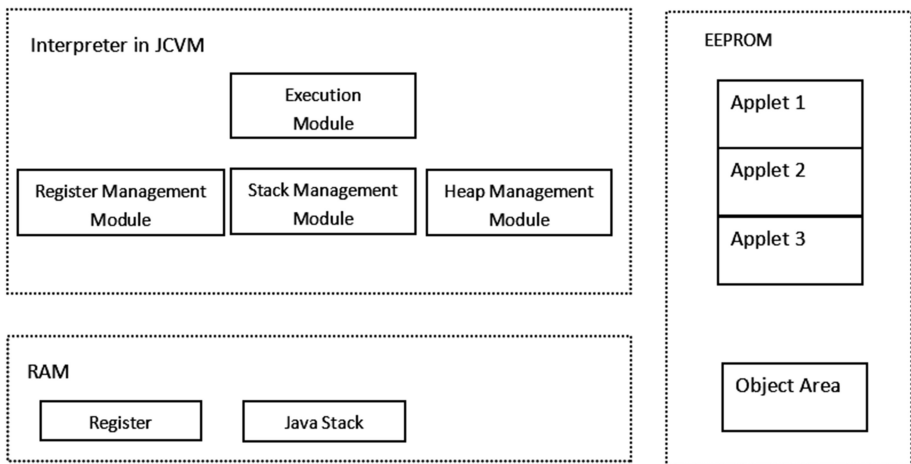 Interpreter in JCVM
Execution
Module
Register Management
Module
Stack Management
Module
Heap Management
Module
RAM
Register
Java Stack
EEPROM
Applet 1
Applet 2
Applet 3
Object Area